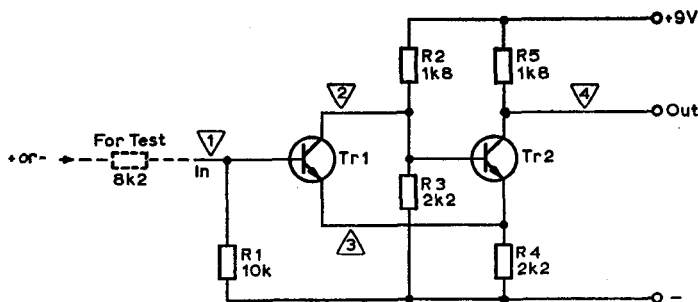 +9V
R2
1k8
R5
1k8
2
4
Out
For Test
1
+or-
8k2
In
Tr1
Tr2
R3
2k2
3
R1
10k
R4
2k2
-